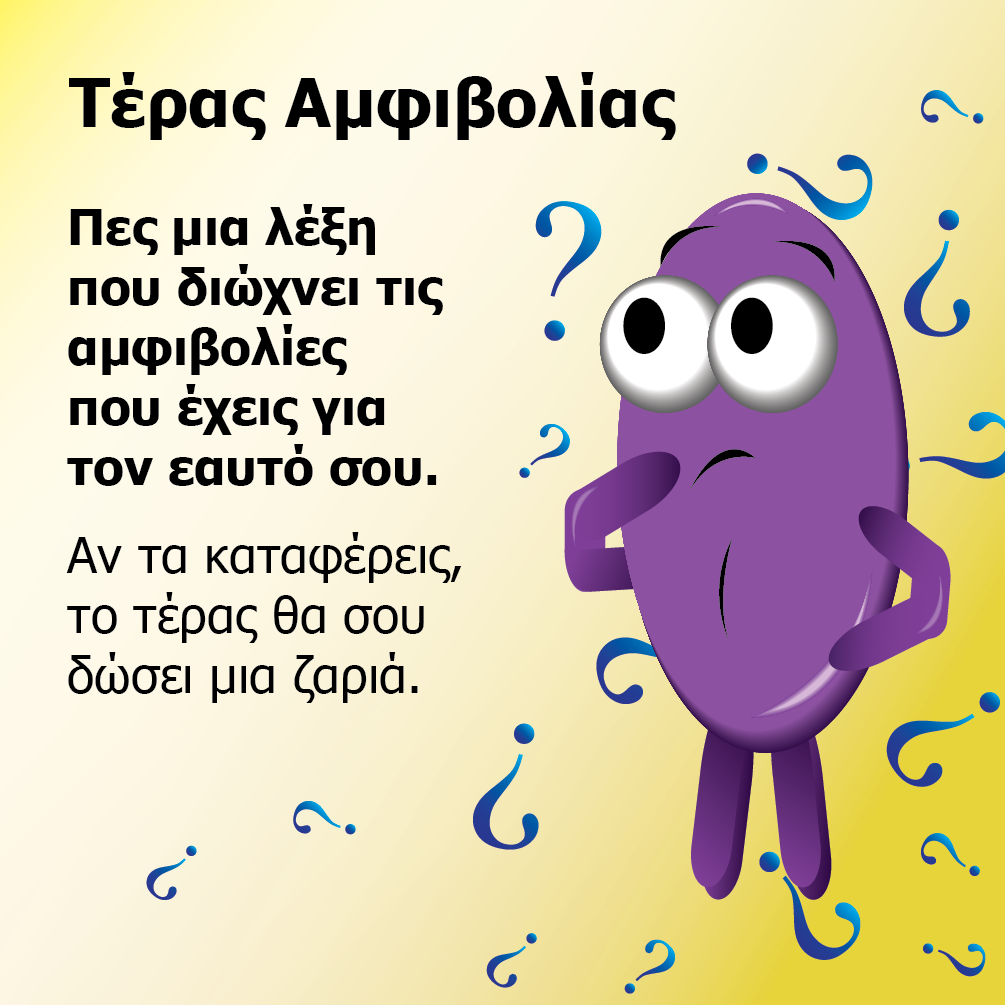 Τέρας Αμφιβολίας
Πες μια λέξη
που διώχνει τις
αμφιβολίες
που έχεις για
τον εαυτό σου.
Αν τα καταφέρεις,
το τέρας θα σου
δώσει μια ζαριά.